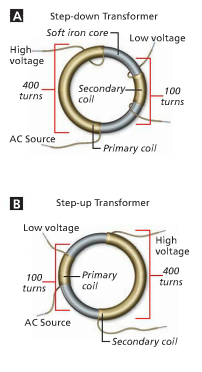 A Step-down Transformer
Soft iron core
Low voltage
High
voltage
400
turns
Secondary
coil
100
turns
AC Source
Primary coil
B Step-up Transformer
Low voltage
High
voltage
100
turns
Primary
coil
400
turns
AC Source
Secondary coil